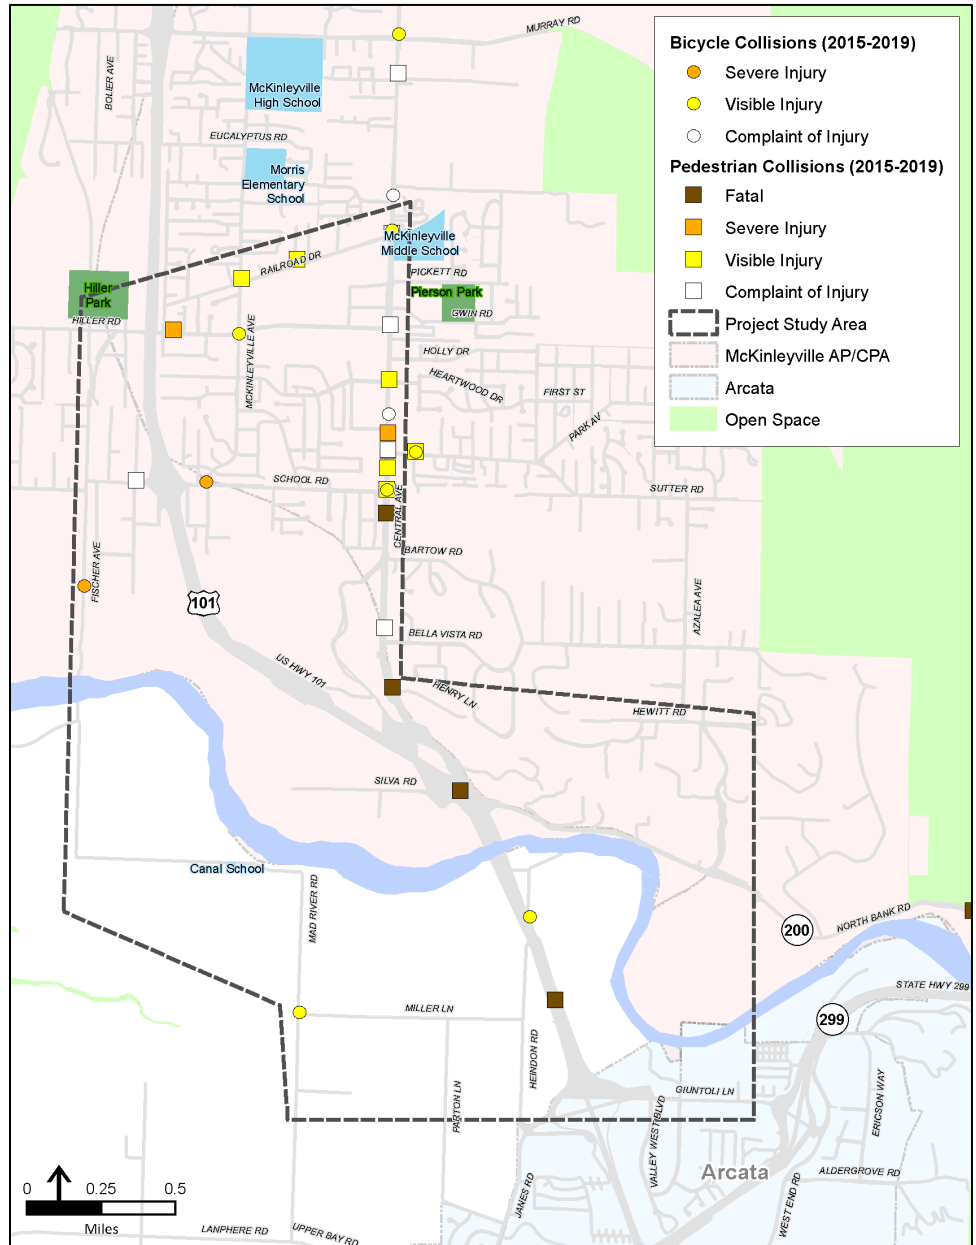 MURRAY RD
BOLIER AVE
McKinleyville
High School
EUCALYPTUS RD
Morris
Elementary
School
McKinleyville
Middle School
RAILROAD DR
PICKETT RD
Hiller
Park
Pierson Park
GWIN RD
HILLER RD
MCKINLEYVILLE AVE
HOLLY DR
HEARTWOOD DR
FIRST ST
PARK AV
SCHOOL RD
SUTTER RD
CENTRAL AVE
BARTOW RD
FISCHER AVE
101
AZALEA AVE
BELLA VISTA RD
US HWY 101
HENRY LN
HEWITT RD
SILVA RD
Canal School
MAD RIVER RD
NORTH BANK RD
200
STATE HWY 299
299
MILLER LN
HEINDON RD
GIUNTOLI LN
PARTON LN
VALLEY WEST BLVD
ERICSON WAY
Arcata
ALDERGROVE RD
JANES RD
WEST END RD
LANPHERE RD
UPPER BAY RD
0 0.25 0.5
Miles
Bicycle Collisions (2015-2019)
Severe Injury
Visible Injury
Complaint of Injury
Pedestrian Collisions (2015-2019)
Fatal
Severe Injury
Visible Injury
Complaint of Injury
Project Study Area
McKinleyville AP/CPA
Arcata
Open Space